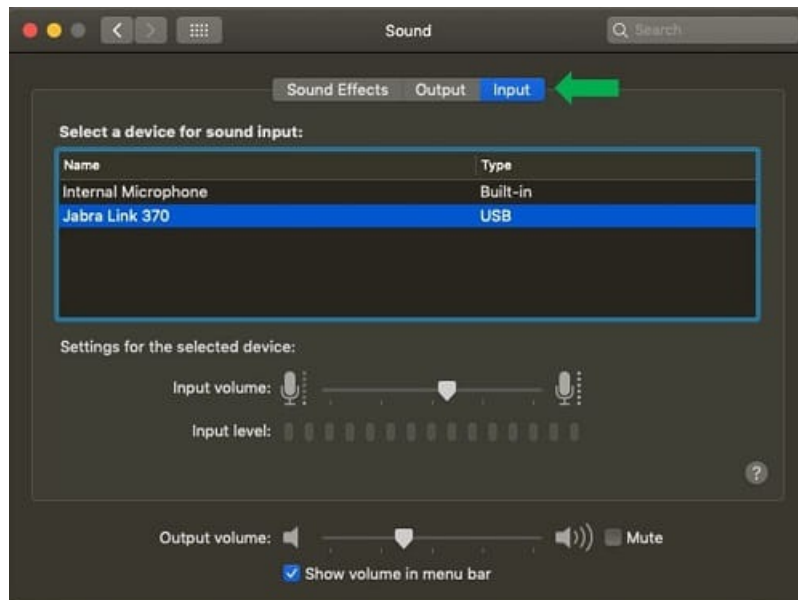 Sound
Search
Sound Effects Output Input
Select a device for sound input:
Name Type
Internal Microphone Built-in
Jabra Link 370 USB
Settings for the selected device:
Input volume:
Input level:
?
Output volume: Mute
Show volume in menu bar